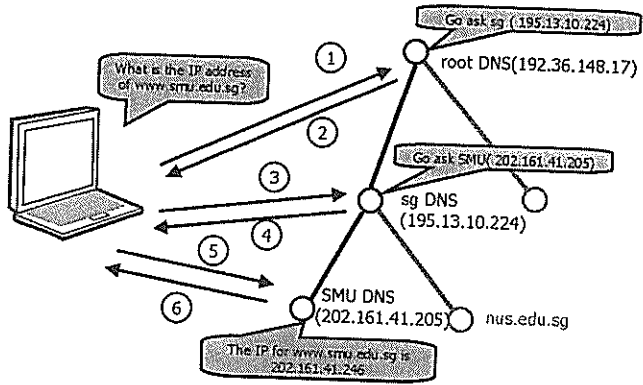 Go ask sg ( 195.13.10.224)
root DNS(192.36.148.17)
What is the IP address
of www.smu.edu.sg?
1
2
Go ask SMU( 202.161.41.205)
3
sg DNS
(195.13.10.224)
4
5
6
SMU DNS
(202.161.41.205)
nus.edu.sg
The IP for www.smu.edu.sg is
202.161.41.246